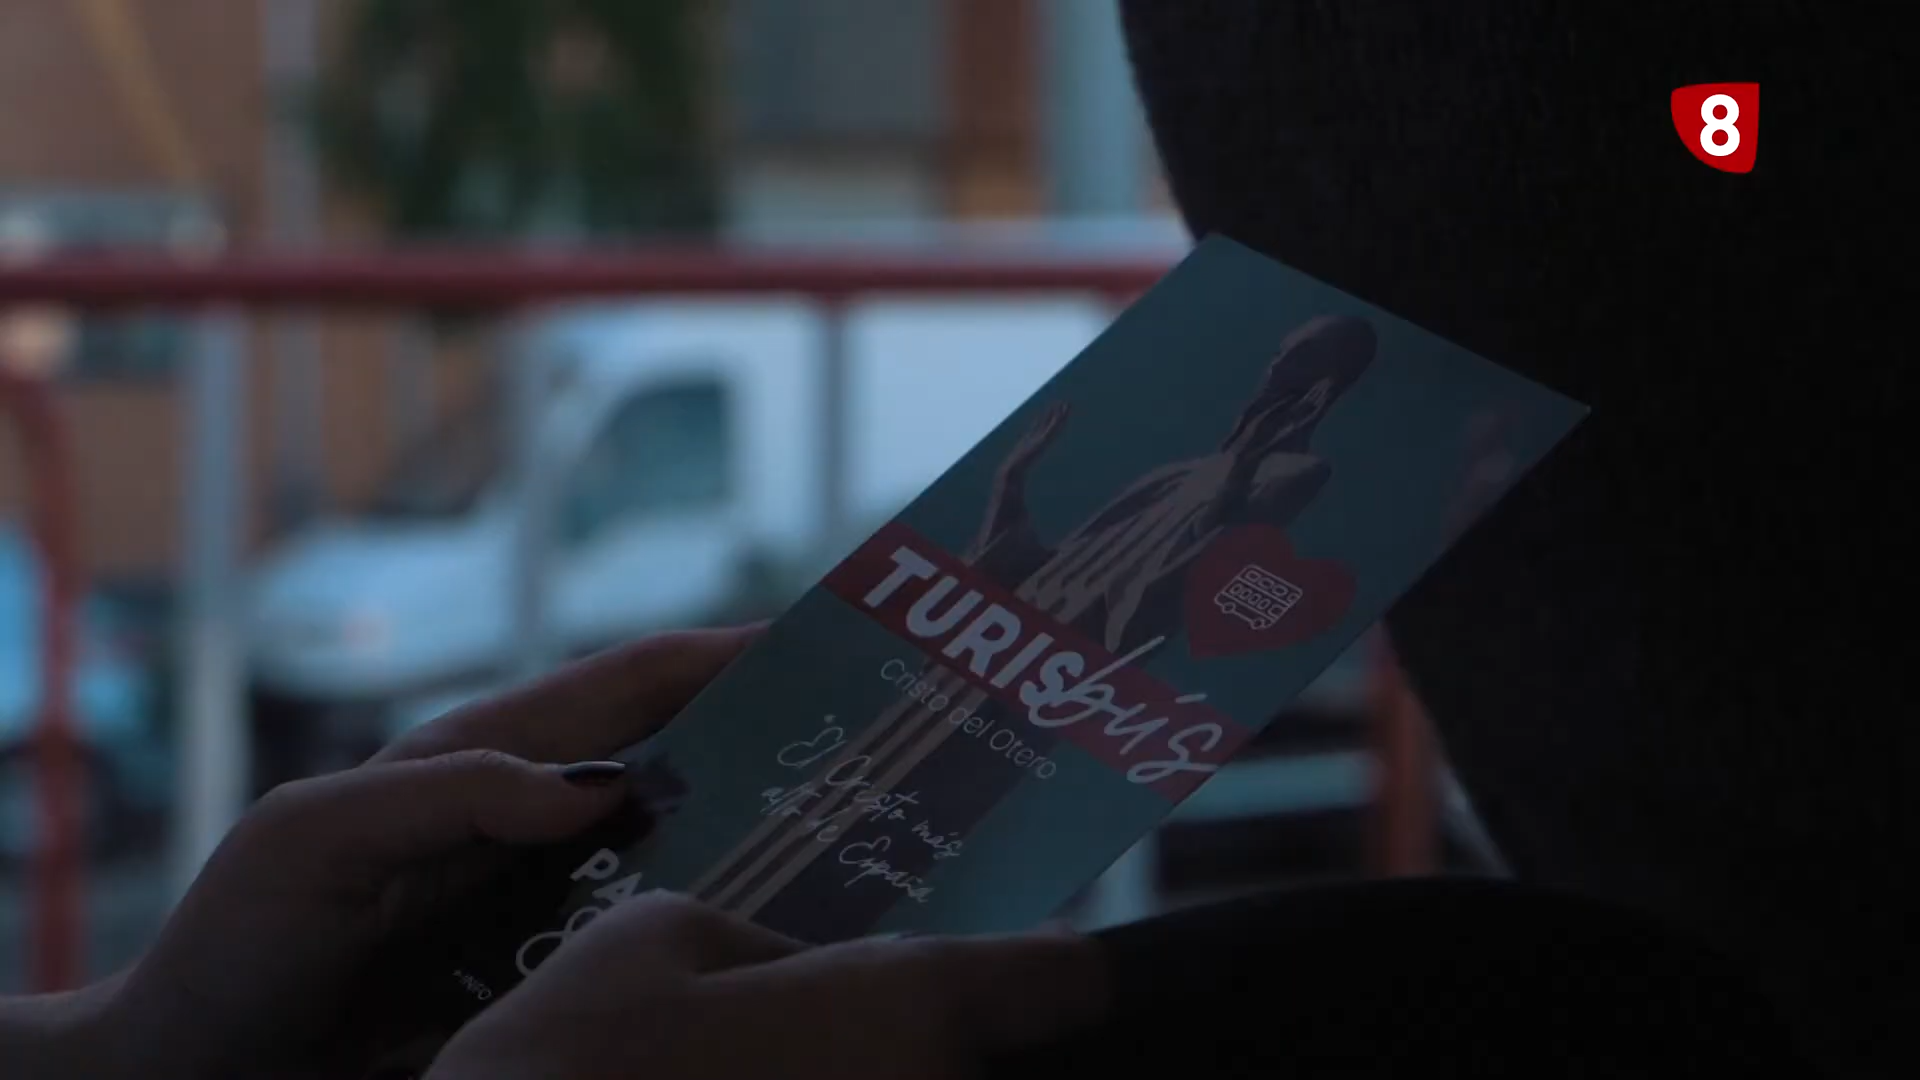 8
TURISbús
Cristo del Otero
"El Cristo más
alto de España
+INFO